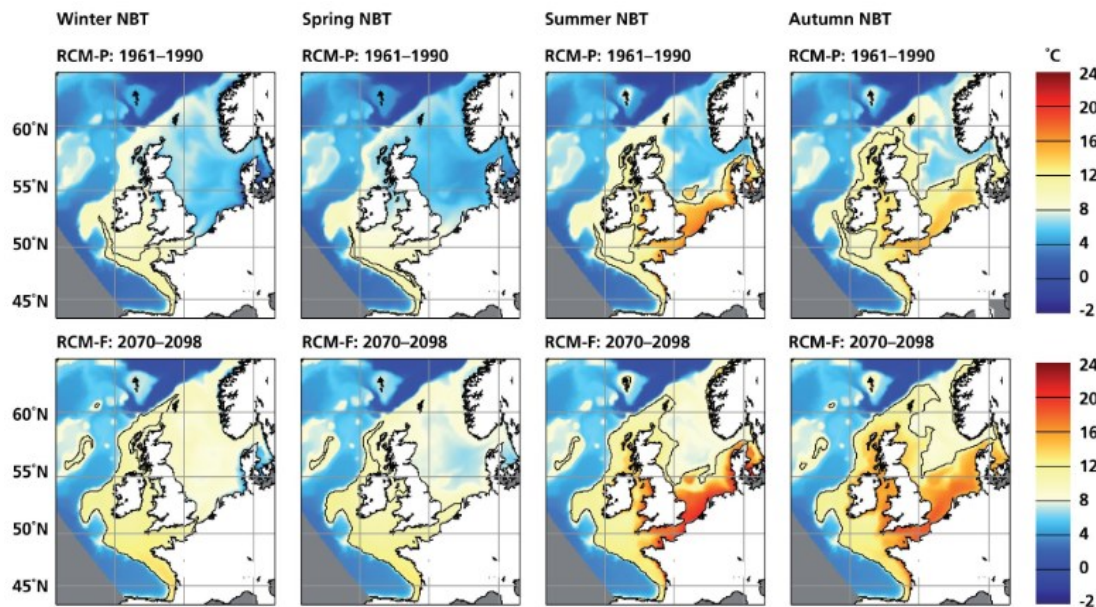 Winter NBT Spring NBT Summer NBT Autumn NBT
RCM-P: 1961–1990 RCM-P: 1961–1990 RCM-P: 1961–1990 RCM-P: 1961–1990 °C
24
20
60°N
16
55°N
12
8
50°N
4
0
45°N
-2
RCM-F: 2070–2098 RCM-F: 2070–2098 RCM-F: 2070–2098 RCM-F: 2070–2098
24
20
60°N
16
55°N
12
8
50°N
4
0
45°N
-2